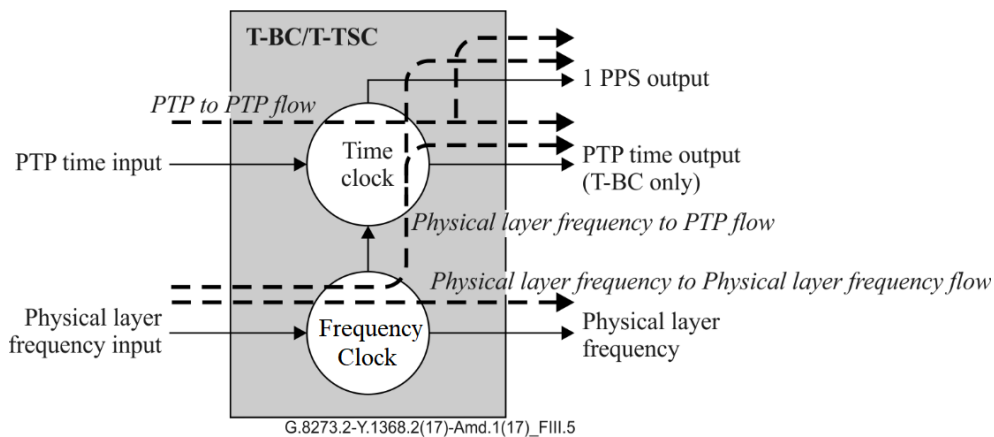 T-BC/T-TSC
1 PPS output
PTP to PTP flow
PTP time input
Time
clock
PTP time output
(T-BC only)
Physical layer frequency to PTP flow
Physical layer frequency to Physical layer frequency flow
Physical layer
frequency input
Frequency
Clock
Physical layer
frequency
G.8273.2-Y.1368.2(17)-Amd.1(17)_FIII.5